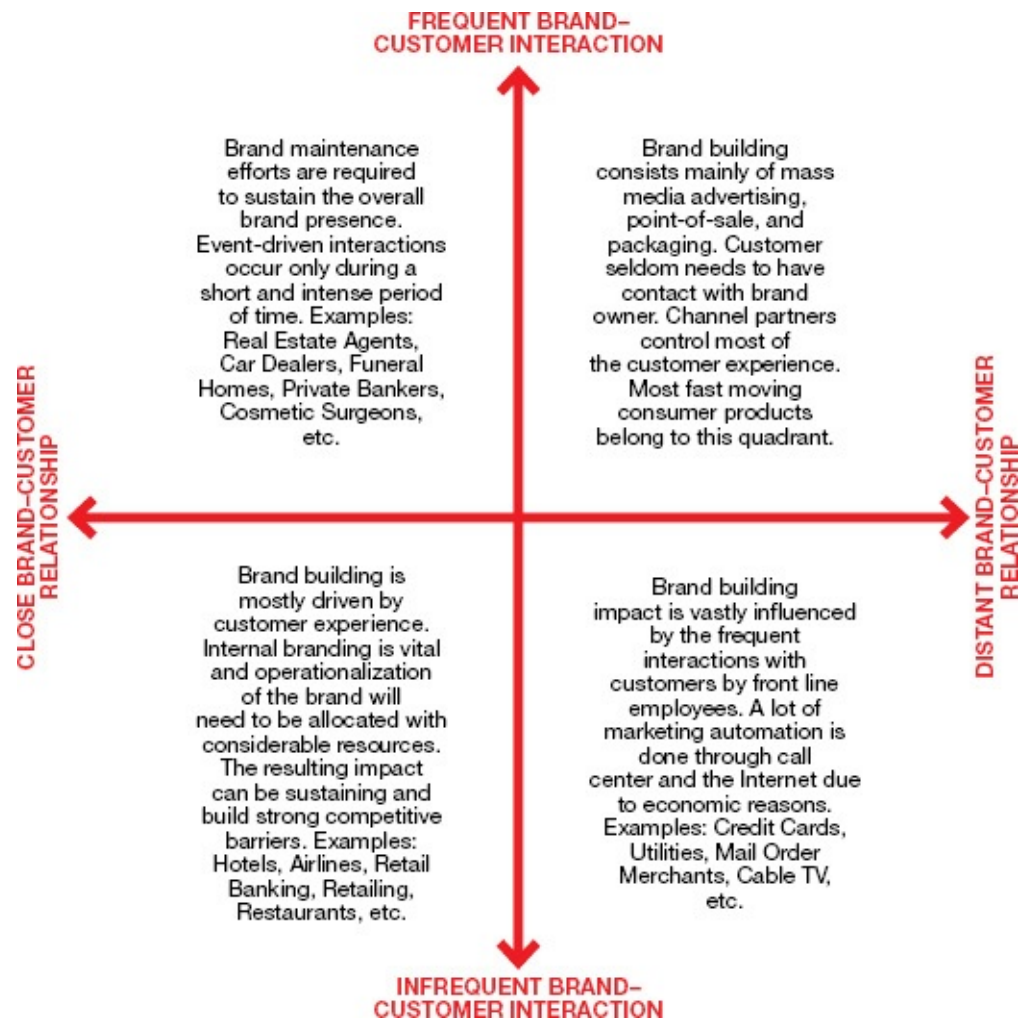 FREQUENT BRAND–
CUSTOMER INTERACTION
Brand maintenance
efforts are required
to sustain the overall
brand presence.
Event-driven interactions
occur only during a
short and intense period
of time. Examples:
Real Estate Agents,
Car Dealers, Funeral
Homes, Private Bankers,
Cosmetic Surgeons,
etc.
Brand building
consists mainly of mass
media advertising,
point-of-sale, and
packaging. Customer
seldom needs to have
contact with brand
owner. Channel partners
control most of
the customer experience.
Most fast moving
consumer products
belong to this quadrant.
CLOSE BRAND–CUSTOMER
RELATIONSHIP
DISTANT BRAND–CUSTOMER
RELATIONSHIP
Brand building is
mostly driven by
customer experience.
Internal branding is vital
and operationalization
of the brand will
need to be allocated with
considerable resources.
The resulting impact
can be sustaining and
build strong competitive
barriers. Examples:
Hotels, Airlines, Retail
Banking, Retailing,
Restaurants, etc.
Brand building
impact is vastly influenced
by the frequent
interactions with
customers by front line
employees. A lot of
marketing automation is
done through call
center and the Internet due
to economic reasons.
Examples: Credit Cards,
Utilities, Mail Order
Merchants, Cable TV,
etc.
INFREQUENT BRAND–
CUSTOMER INTERACTION